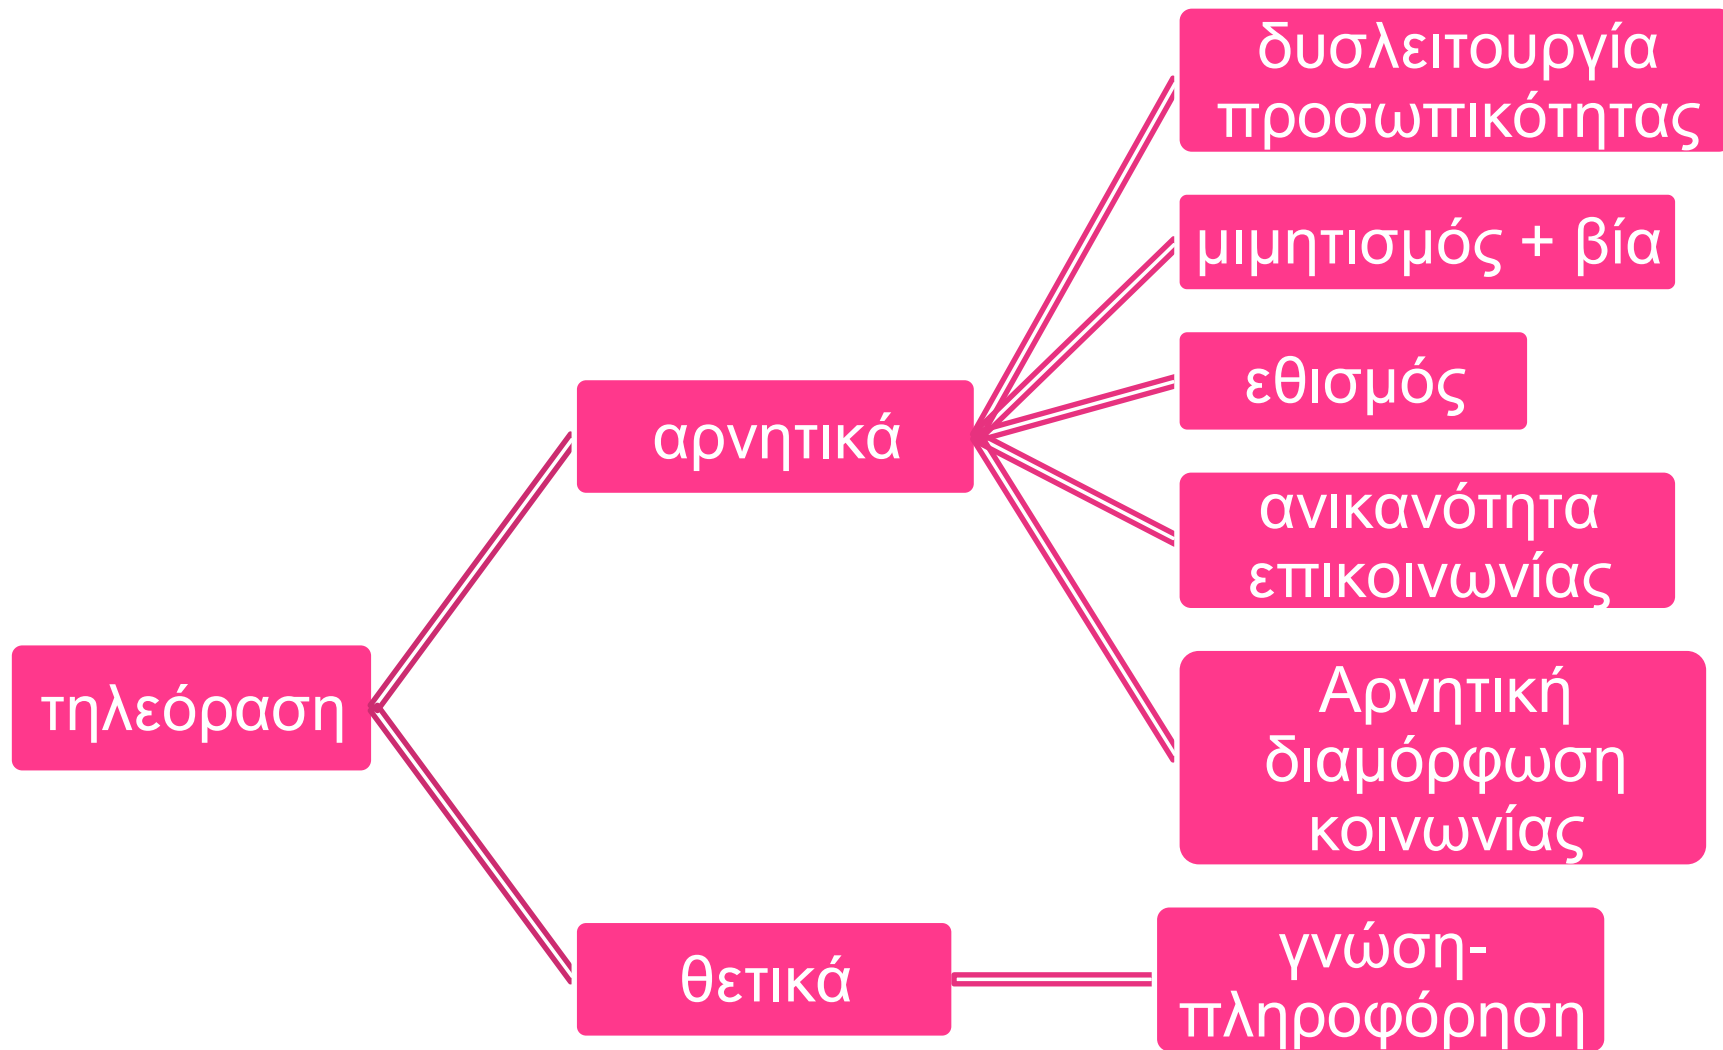 δυσλειτουργία
προσωπικότητας
μιμητισμός + βία
εθισμός
αρνητικά
ανικανότητα
επικοινωνίας
τηλεόραση
Αρνητική
διαμόρφωση
κοινωνίας
θετικά
γνώση-
πληροφόρηση